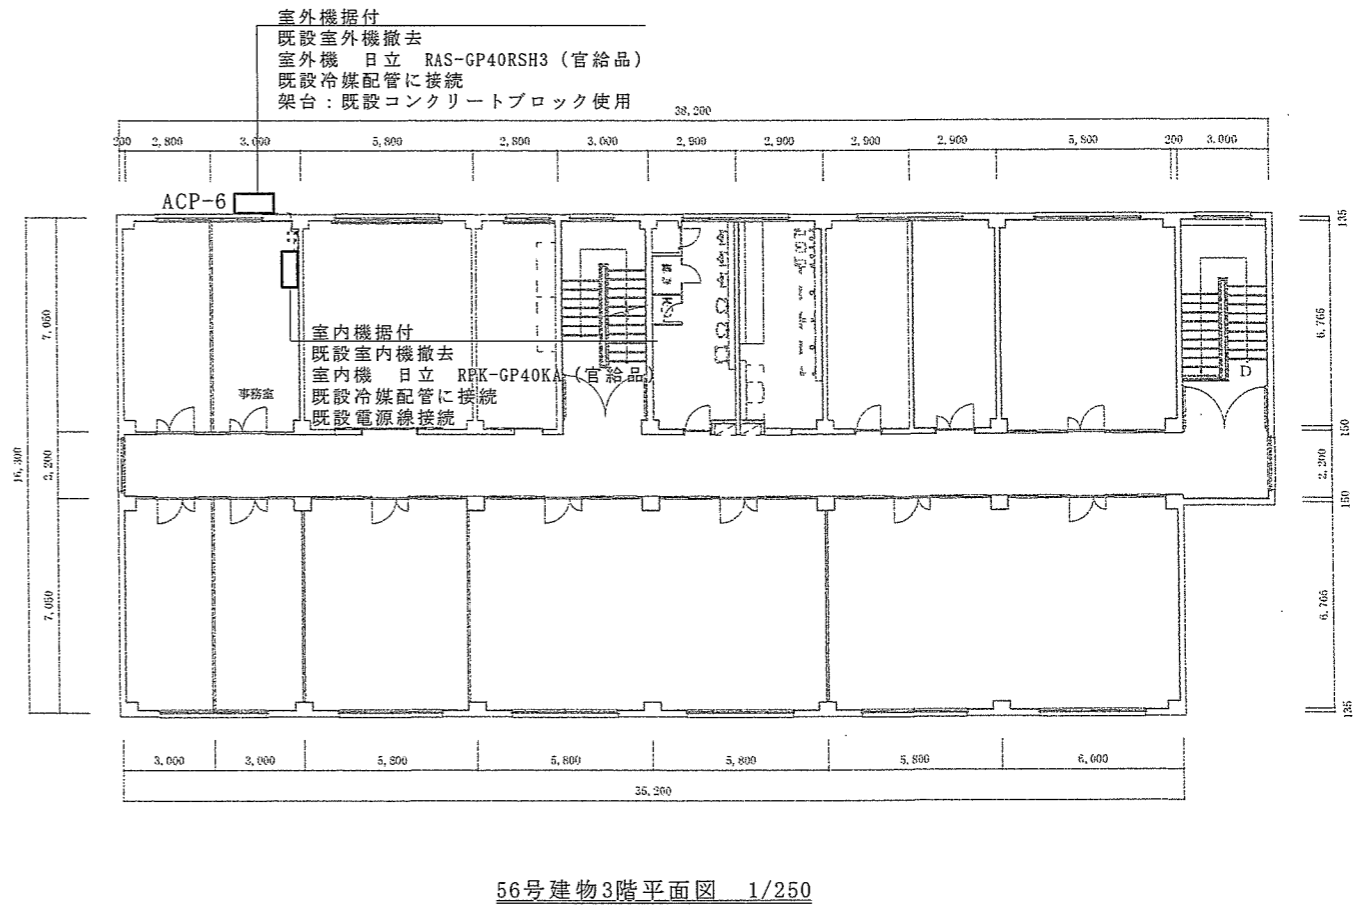 室外機据付
既設室外機撤去
室外機　日立　RAS-GP40RSH3（官給品）
既設冷媒配管に接続
架台：既設コンクリートブロック使用
38,200
200 2,800 3,000 5,800 2,800 3,000 2,900 2,900 2,900 2,900 5,800 200 3,000
ACP-6
135
7,050
6,765
室内機据付
既設室内機撤去
室内機　日立　RPK-GP40KA（官給品）
既設冷媒配管に接続
既設電源線接続
事務室
D
150
16,300
2,200
2,200
150
7,050
6,765
135
3,000 3,000 5,800 5,800 5,800 5,800 6,000
35,200
56号建物3階平面図　1/250